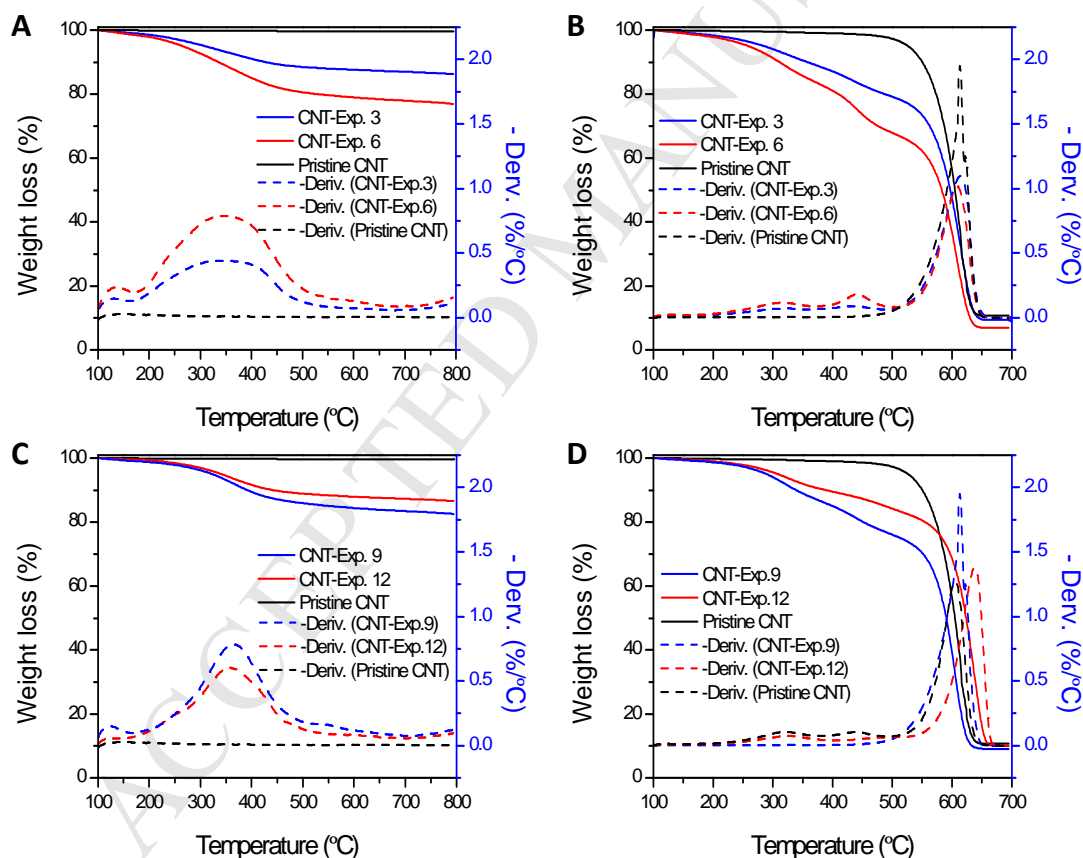 A
100
80
60
40
20
0
Weight loss (%)
CNT-Exp. 3
CNT-Exp. 6
Pristine CNT
-Deriv. (CNT-Exp.3)
-Deriv. (CNT-Exp.6)
-Deriv. (Pristine CNT)
2.0
1.5
1.0
0.5
0.0
- Derv. (%/ºC)
100 200 300 400 500 600 700 800
Temperature (ºC)
B
100
80
60
40
20
0
Weight loss (%)
CNT-Exp. 3
CNT-Exp. 6
Pristine CNT
-Deriv. (CNT-Exp.3)
-Deriv. (CNT-Exp.6)
-Deriv. (Pristine CNT)
2.0
1.5
1.0
0.5
0.0
- Derv. (%/ºC)
100 200 300 400 500 600 700
Temperature (ºC)
C
100
80
60
40
20
0
Weight loss (%)
CNT-Exp. 9
CNT-Exp. 12
Pristine CNT
-Deriv. (CNT-Exp.9)
-Deriv. (CNT-Exp.12)
-Deriv. (Pristine CNT)
2.0
1.5
1.0
0.5
0.0
- Derv. (%/ºC)
100 200 300 400 500 600 700 800
Temperature (ºC)
D
100
80
60
40
20
0
Weight loss (%)
CNT-Exp.9
CNT-Exp.12
Pristine CNT
-Deriv. (CNT-Exp.9)
-Deriv. (CNT-Exp.12)
-Deriv. (Pristine CNT)
2.0
1.5
1.0
0.5
0.0
- Derv. (%/ºC)
100 200 300 400 500 600 700
Temperature (ºC)
ACCEPTED MANU